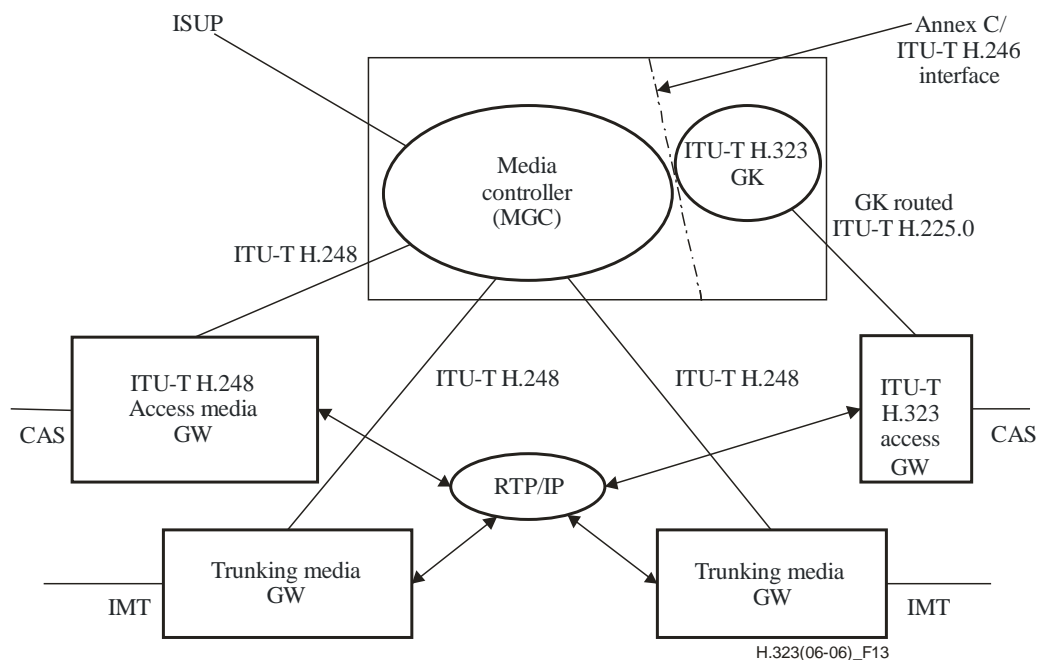 ISUP
Annex C/
ITU-T H.246
interface
Media
controller
(MGC)
ITU-T H.323
GK
GK routed
ITU-T H.225.0
ITU-T H.248
ITU-T H.248
Access media
GW
CAS
ITU-T H.248
ITU-T H.248
ITU-T
H.323
access
GW
CAS
RTP/IP
Trunking media
GW
IMT
Trunking media
GW
IMT
H.323(06-06)_F13